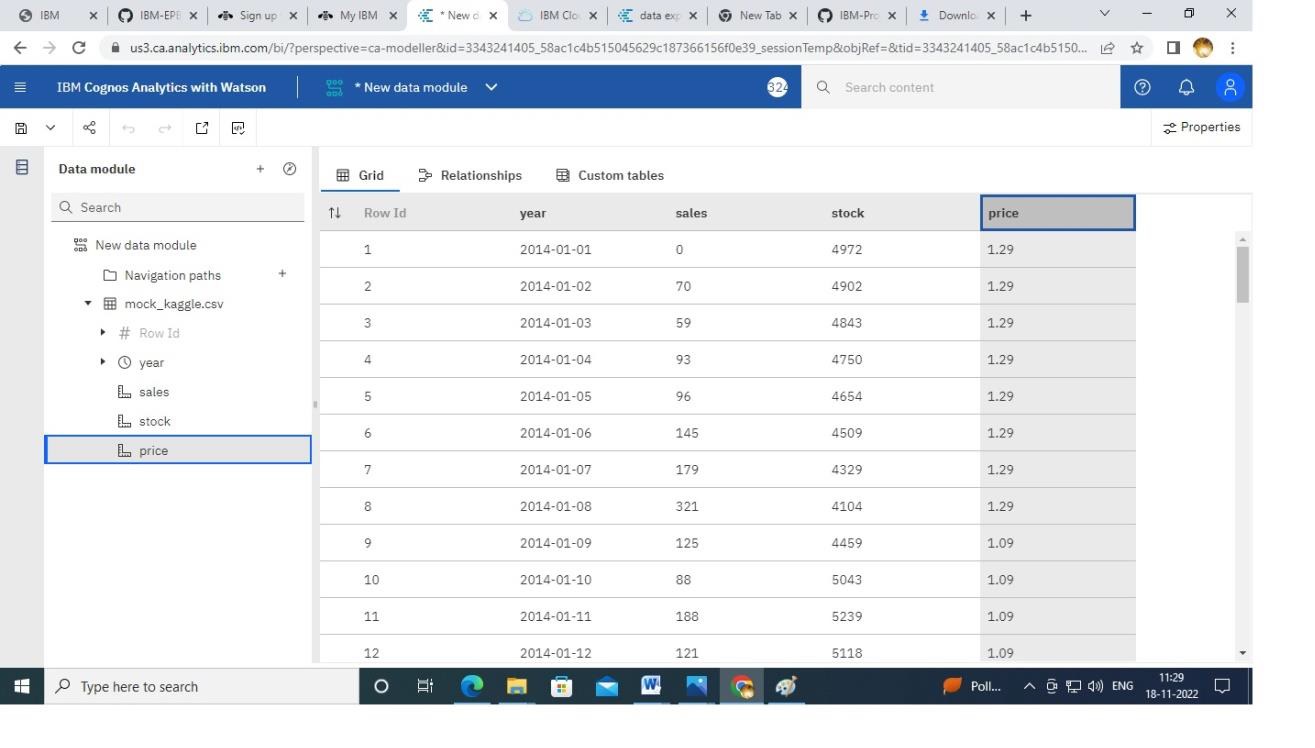 IBM IBM-EPB Sign up My IBM * New d IBM Clo data exp New Tab IBM-Pro Downlo
us3.ca.analytics.ibm.com/bi/?perspective=ca-modeller&id=3343241405_58ac1c4b515045629c187366156f0e39_sessionTemp&objRef=&tid=3343241405_58ac1c4b5150...
IBM Cognos Analytics with Watson * New data module 324 Search content
Properties
Data module
Grid Relationships Custom tables
Search
Row Id year sales stock price
New data module
Navigation paths
mock_kaggle.csv
Row Id
year
sales
stock
price
1 2014-01-01 0 4972 1.29
2 2014-01-02 70 4902 1.29
3 2014-01-03 59 4843 1.29
4 2014-01-04 93 4750 1.29
5 2014-01-05 96 4654 1.29
6 2014-01-06 145 4509 1.29
7 2014-01-07 179 4329 1.29
8 2014-01-08 321 4104 1.29
9 2014-01-09 125 4459 1.09
10 2014-01-10 88 5043 1.09
11 2014-01-11 188 5239 1.09
12 2014-01-12 121 5118 1.09
Type here to search Poll... ENG 11:29
18-11-2022